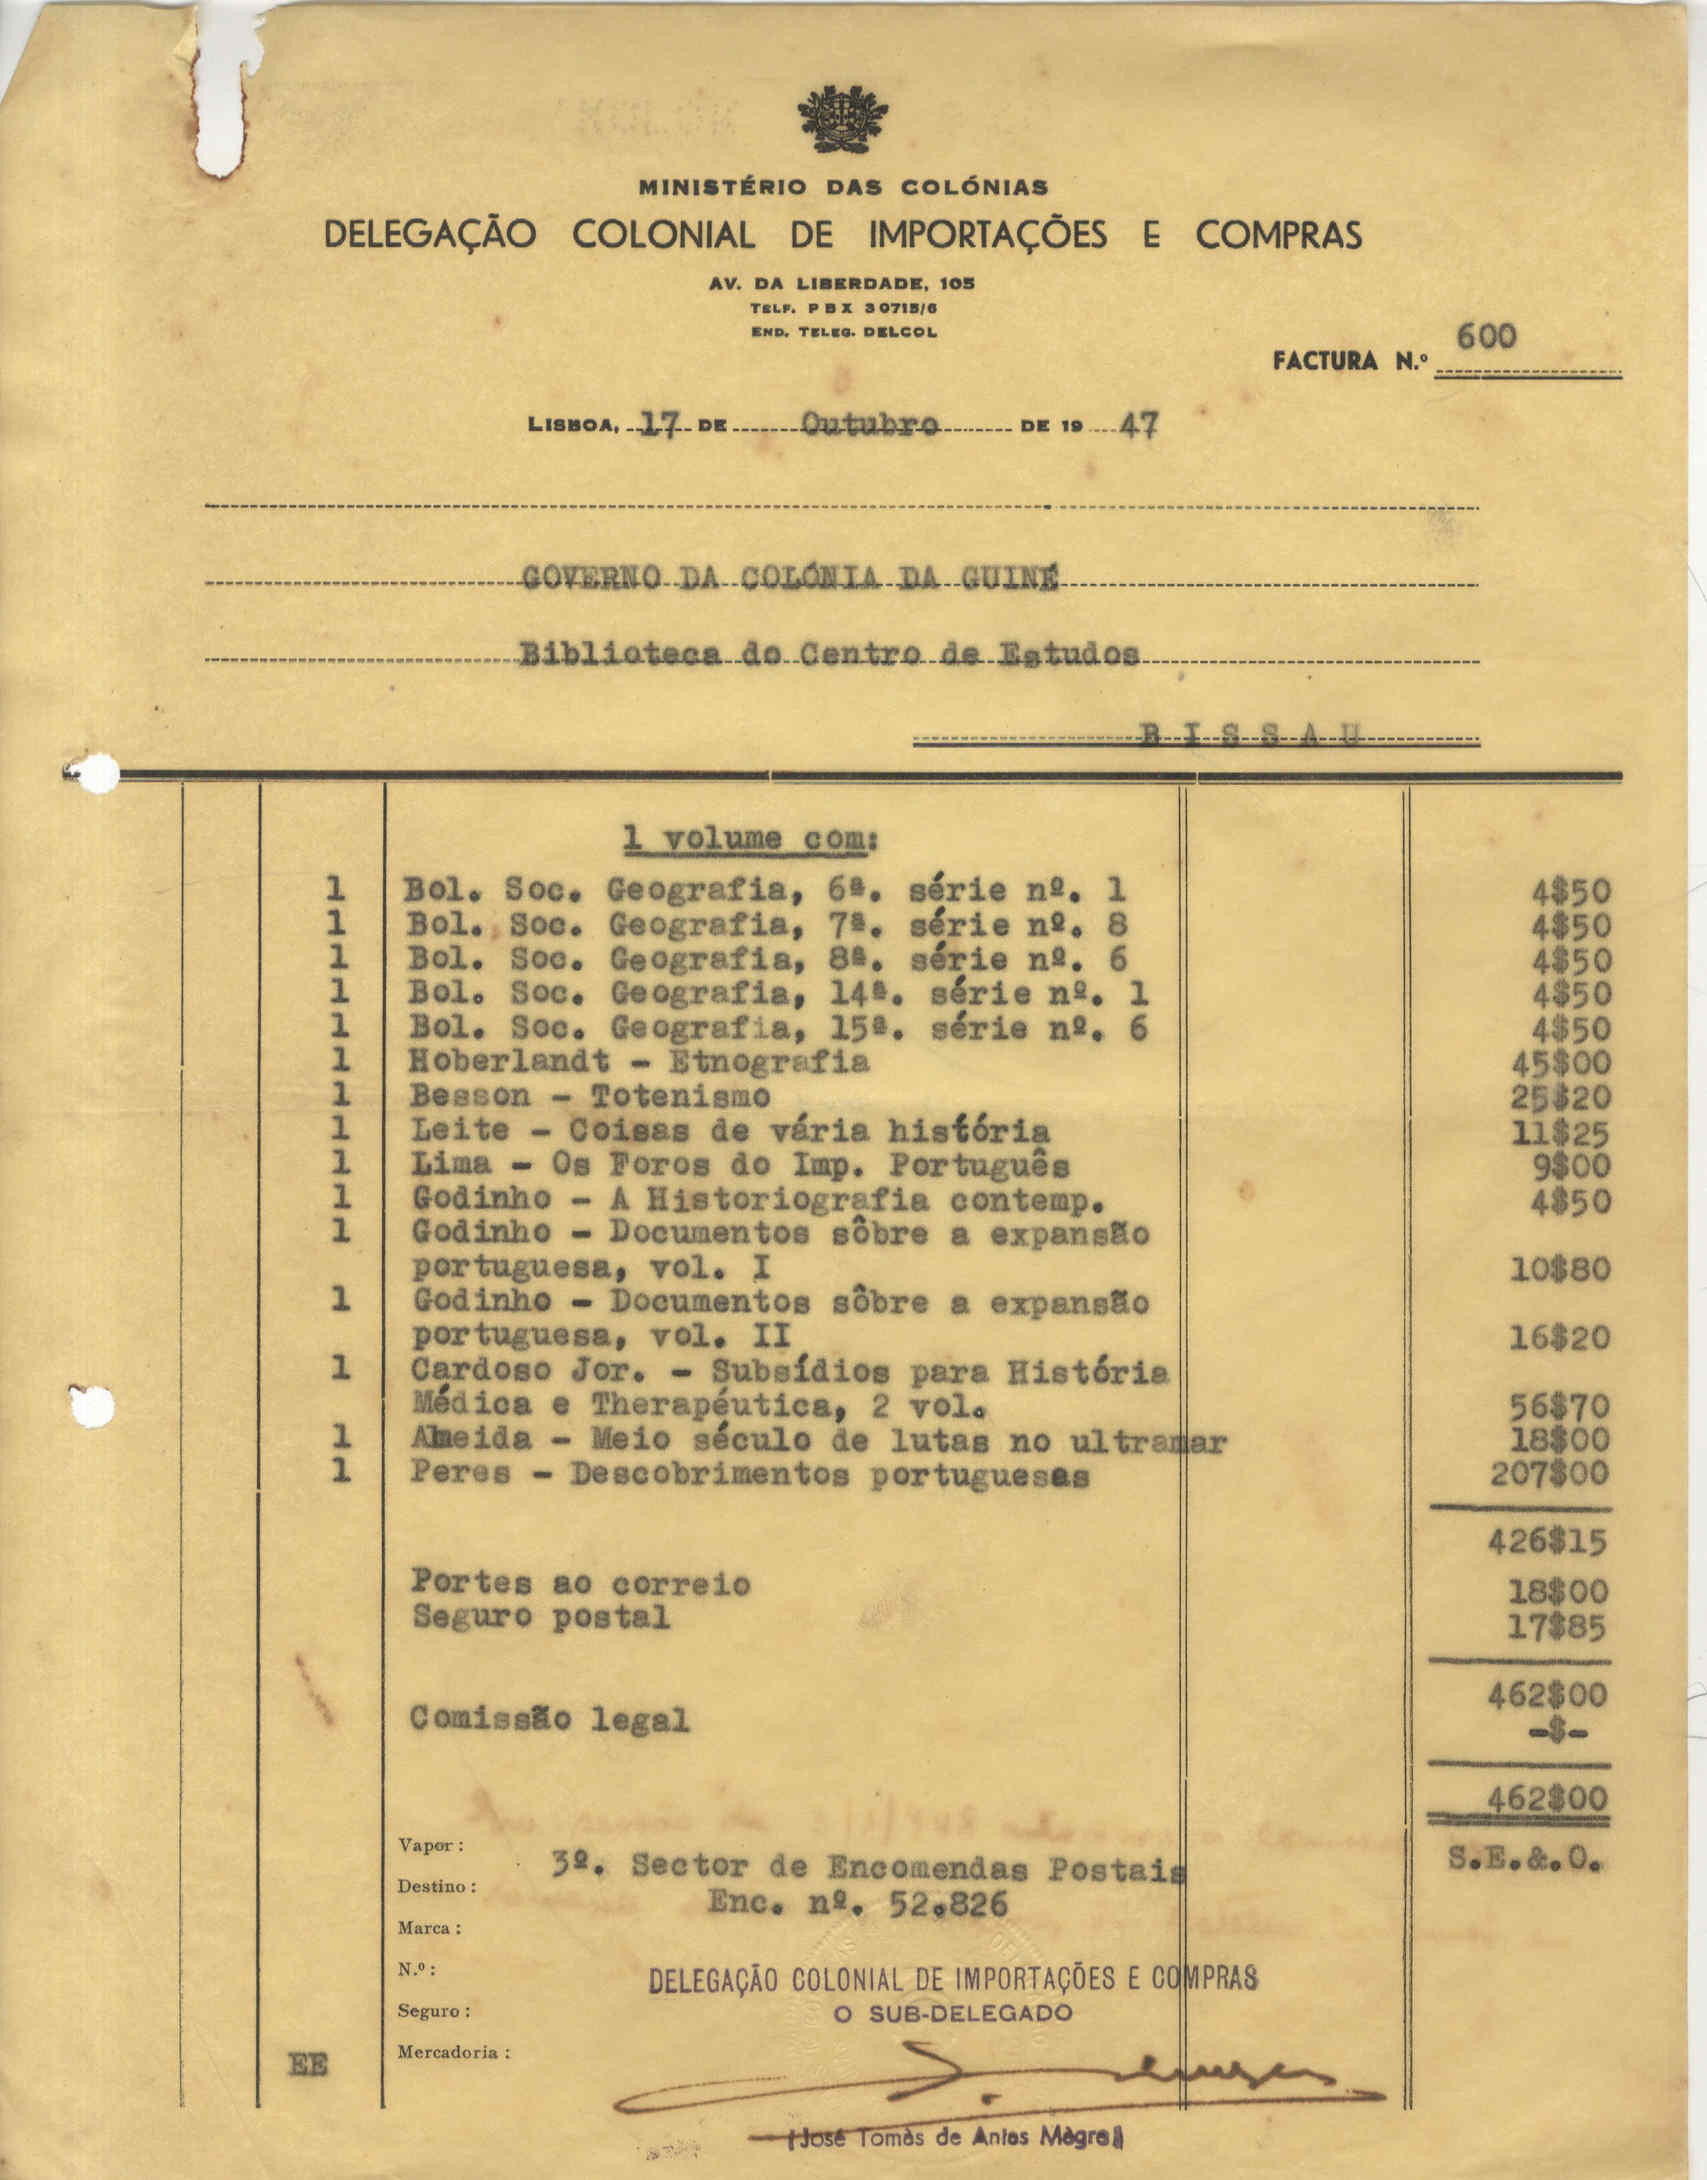 MINISTÉRIO DAS COLÓNIAS
DELEGAÇÃO COLONIAL DE IMPORTAÇÕES E COMPRAS
AV. DA LIBERDADE, 105
TELF. PBX 30715/6
END. TELEG. DELCOL
FACTURA N.º 600
LISBOA, 17 DE Outubro DE 19 47
GOVERNO DA COLÓNIA DA GUINÉ
Biblioteca do Centro de Estudos
B I S S A U
1 volume com:
1 Bol. Soc. Geografia, 6ª. série nº. 1 4$50
1 Bol. Soc. Geografia, 7ª. série nº. 8 4$50
1 Bol. Soc. Geografia, 8ª. série nº. 6 4$50
1 Bol. Soc. Geografia, 14ª. série nº. 1 4$50
1 Bol. Soc. Geografia, 15ª. série nº. 6 4$50
1 Hoberlandt - Etnografia 45$00
1 Besson - Totenismo 25$20
1 Leite - Coisas de vária história 11$25
1 Lima - Os Foros do Imp. Português 9$00
1 Godinho - A Historiografia contemp. 4$50
1 Godinho - Documentos sôbre a expansão
portuguesa, vol. I 10$80
1 Godinho - Documentos sôbre a expansão
portuguesa, vol. II 16$20
1 Cardoso Jor. - Subsídios para História
Médica e Therapéutica, 2 vol. 56$70
1 Almeida - Meio século de lutas no ultramar 18$00
1 Peres - Descobrimentos portugueses 207$00
426$15
Portes ao correio 18$00
Seguro postal 17$85
462$00
Comissão legal -$-
462$00
S.E.&.O.
Vapor:
3º. Sector de Encomendas Postais
Destino:
Enc. nº. 52.826
Marca:
N.º:
DELEGAÇÃO COLONIAL DE IMPORTAÇÕES E COMPRAS
Seguro:
O SUB-DELEGADO
Mercadoria:
EE
(José Tomàs de Antas Mègre)